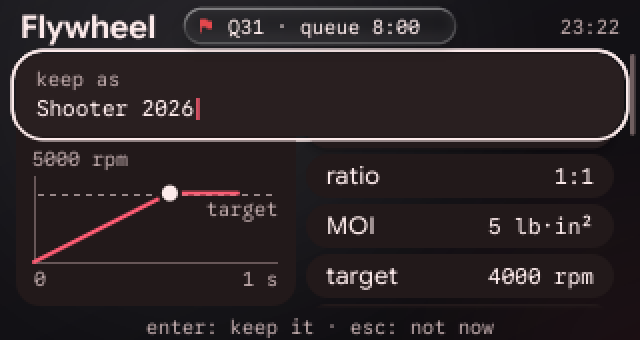 Flywheel
Q31 · queue 8:00
23:22
keep as
Shooter 2026
5000 rpm
target
0
1 s
ratio
1:1
MOI
5 lb·in²
target
4000 rpm
enter: keep it · esc: not now